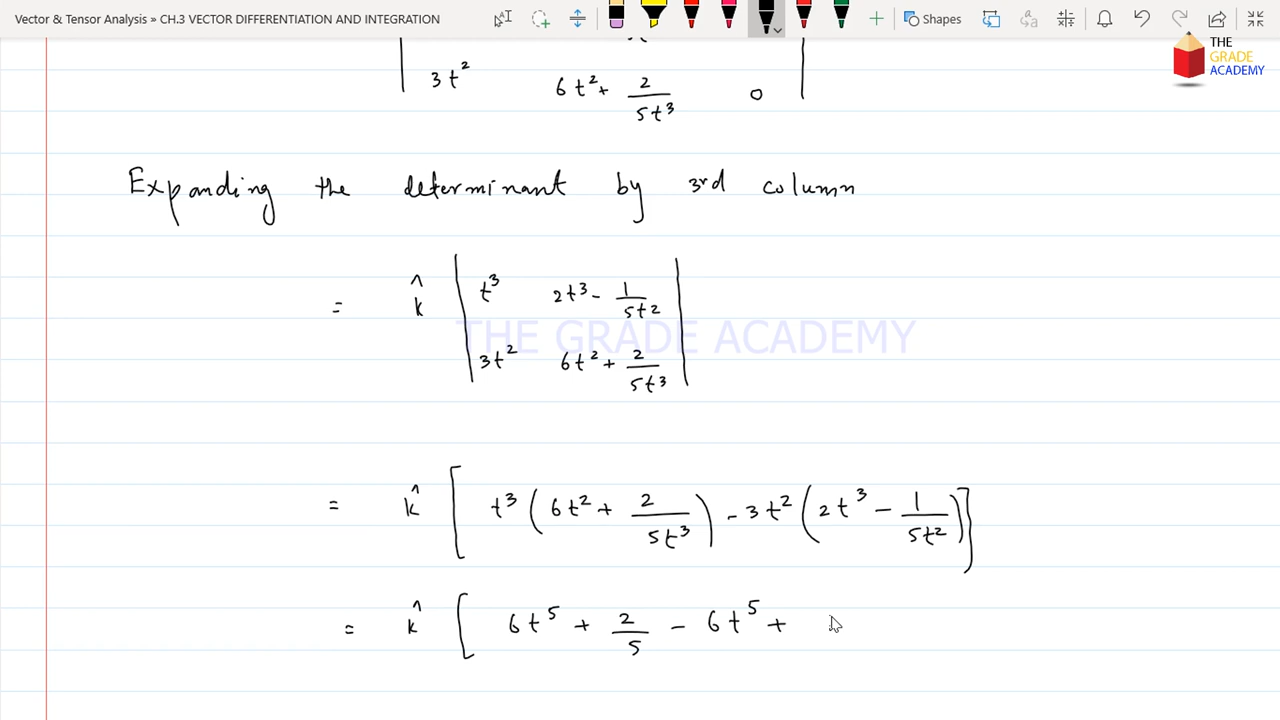 Vector & Tensor Analysis » CH.3 VECTOR DIFFERENTIATION AND INTEGRATION
Shapes
THE GRADE ACADEMY
3t² 6t² + 2/5t³ 0
Expanding the determinant by 3rd column
= k̂ | t³ 2t³ - 1/5t² |
THE GRADE ACADEMY
| 3t² 6t² + 2/5t³ |
= k̂ [ t³ ( 6t² + 2/5t³ ) - 3t² ( 2t³ - 1/5t² ) ]
= k̂ [ 6t⁵ + 2/5 - 6t⁵ +